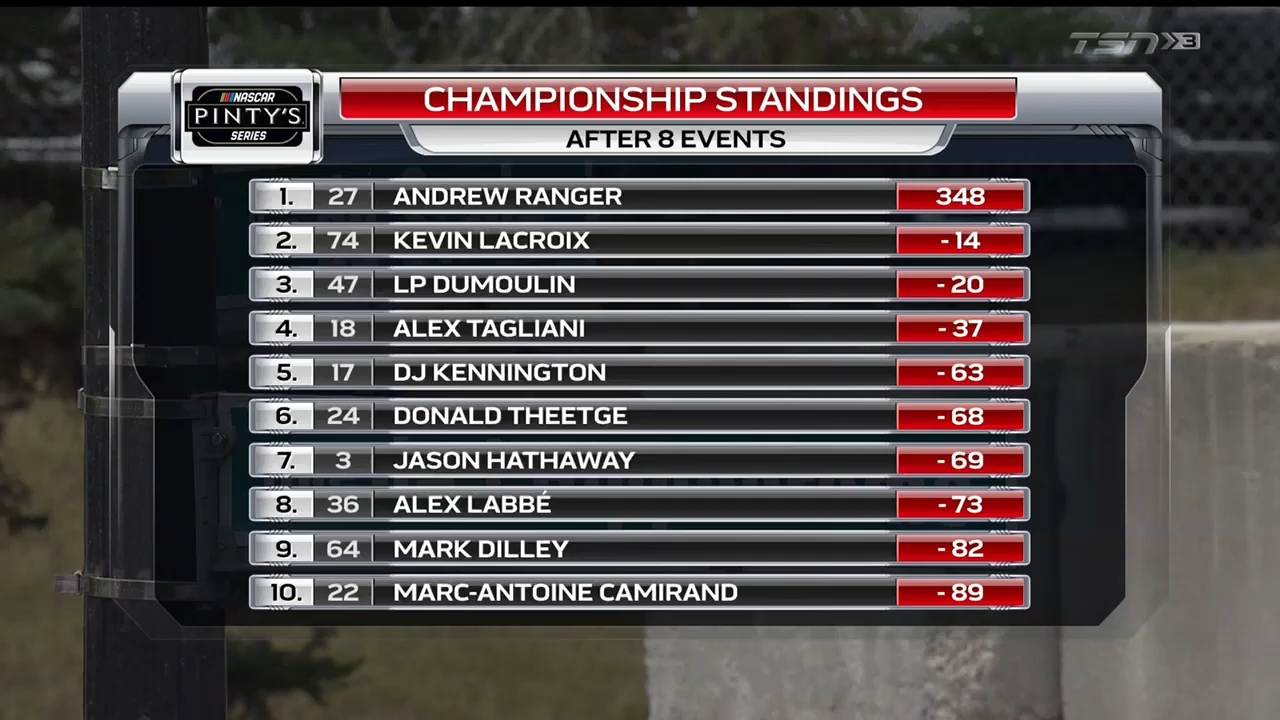 TSN 3
NASCAR
PINTY'S
SERIES
CHAMPIONSHIP STANDINGS
AFTER 8 EVENTS
1. 27 ANDREW RANGER 348
2. 74 KEVIN LACROIX - 14
3. 47 LP DUMOULIN - 20
4. 18 ALEX TAGLIANI - 37
5. 17 DJ KENNINGTON - 63
6. 24 DONALD THEETGE - 68
7. 3 JASON HATHAWAY - 69
8. 36 ALEX LABBÉ - 73
9. 64 MARK DILLEY - 82
10. 22 MARC-ANTOINE CAMIRAND - 89